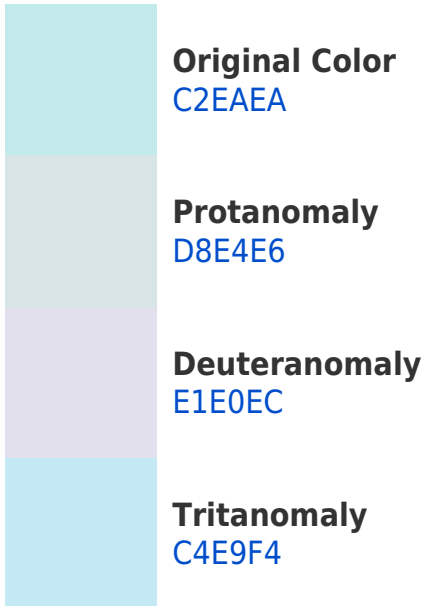 Original Color
C2EAEA
Protanomaly
D8E4E6
Deuteranomaly
E1E0EC
Tritanomaly
C4E9F4